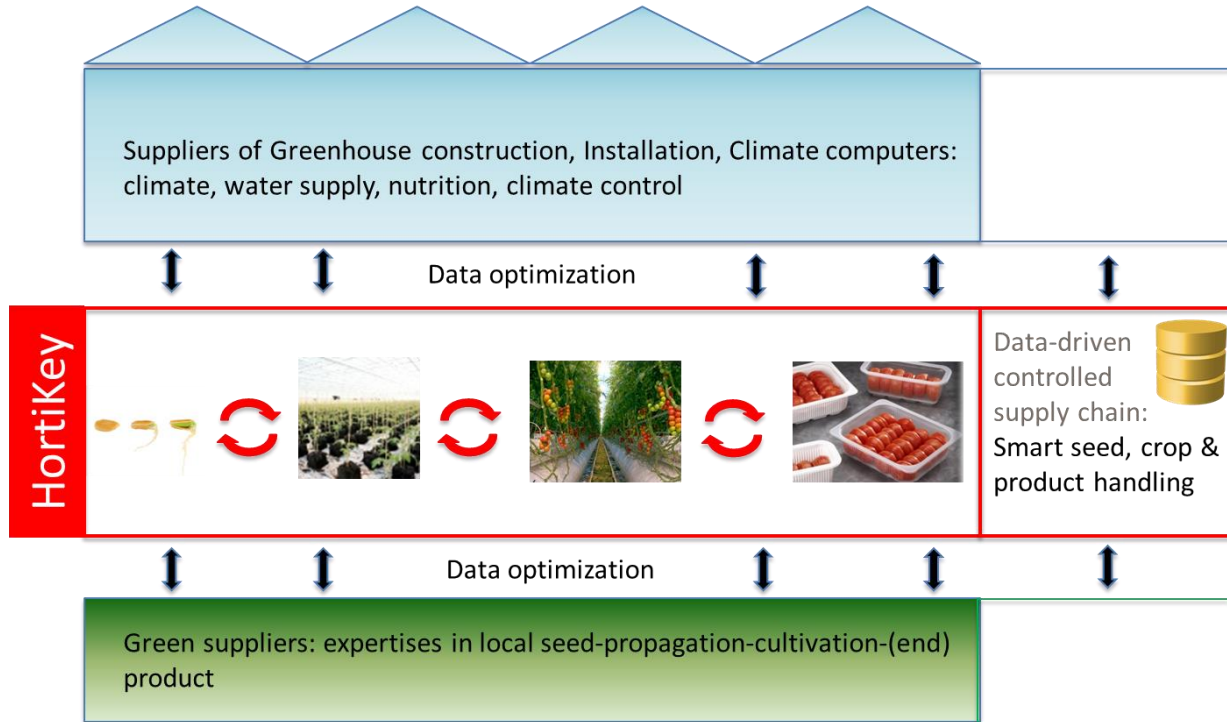 Suppliers of Greenhouse construction, Installation, Climate computers:
climate, water supply, nutrition, climate control
Data optimization
HortiKey
Data-driven
controlled
supply chain:
Smart seed, crop &
product handling
Data optimization
Green suppliers: expertises in local seed-propagation-cultivation-(end)
product